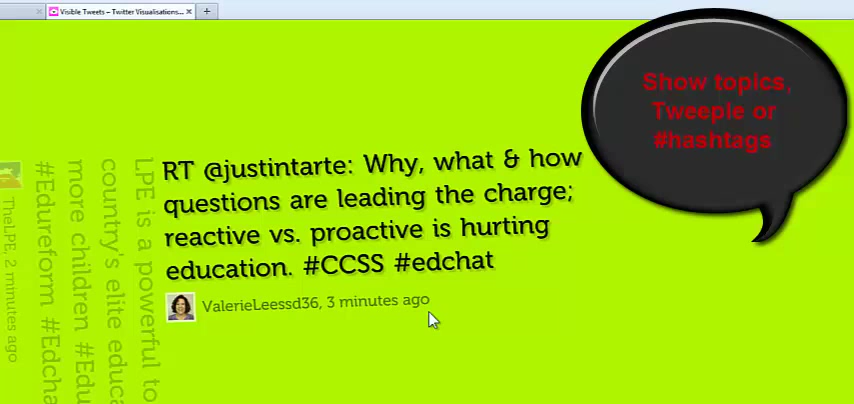 Visible Tweets – Twitter Visualisations...
Show topics,
Tweeple or
#hashtags
RT @justintarte: Why, what & how
questions are leading the charge;
reactive vs. proactive is hurting
education. #CCSS #edchat
ValerieLeessd36, 3 minutes ago
LPE is a powerful to
country's elite educa
more children #Edu
#Edureform #Edcha
TheLPE, 2 minutes ago